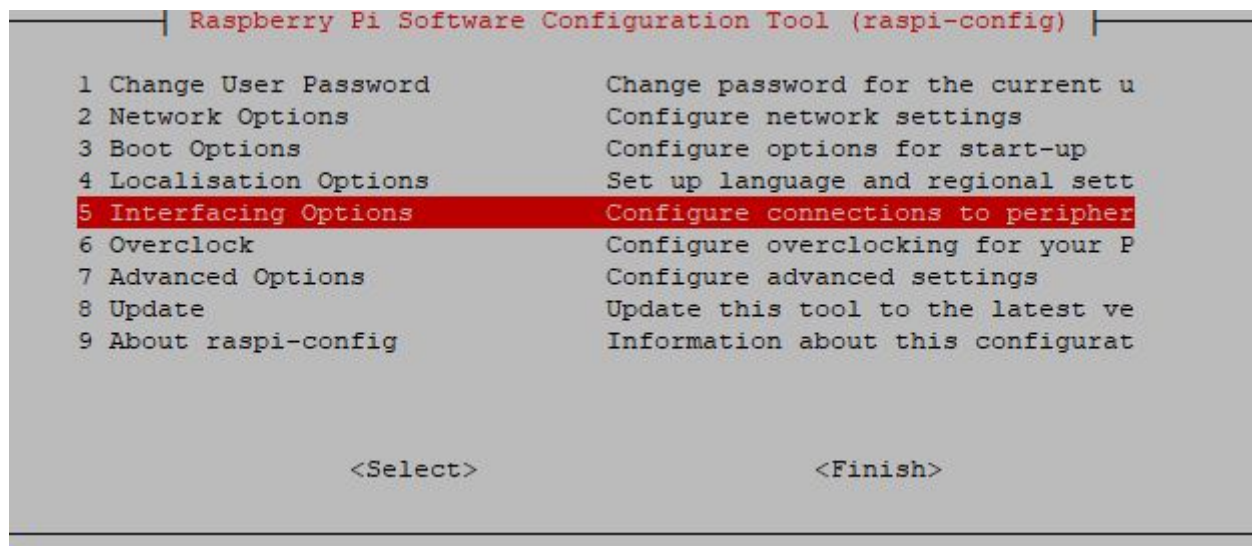 Raspberry Pi Software Configuration Tool (raspi-config)
1 Change User Password Change password for the current u
2 Network Options Configure network settings
3 Boot Options Configure options for start-up
4 Localisation Options Set up language and regional sett
5 Interfacing Options Configure connections to peripher
6 Overclock Configure overclocking for your P
7 Advanced Options Configure advanced settings
8 Update Update this tool to the latest ve
9 About raspi-config Information about this configurat
<Select> <Finish>